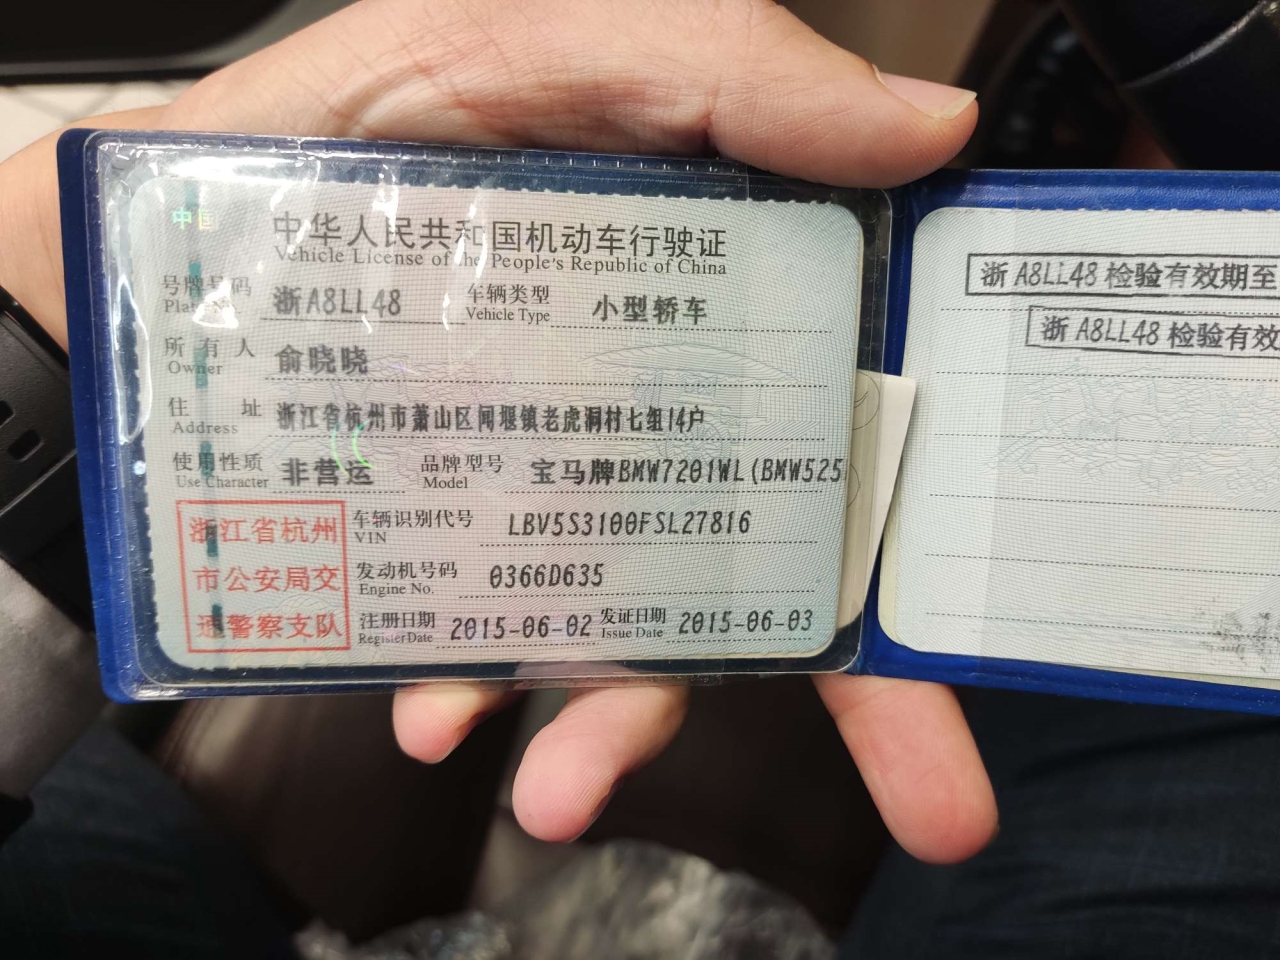 中国
中华人民共和国机动车行驶证
Vehicle License of the People's Republic of China
号牌号码 浙A8LL48 车辆类型 小型轿车
Plate No. Vehicle Type
所有人 俞晓晓
Owner
住址 浙江省杭州市萧山区闻堰镇老虎洞村七组14户
Address
使用性质 非营运 品牌型号 宝马牌BMW7201WL(BMW525
Use Character Model
浙江省杭州
市公安局交
通警察支队
车辆识别代号 LBV5S3100FSL27816
VIN
发动机号码 0366D635
Engine No.
注册日期 2015-06-02 发证日期 2015-06-03
Register Date Issue Date
浙A8LL48检验有效期至
浙A8LL48检验有效